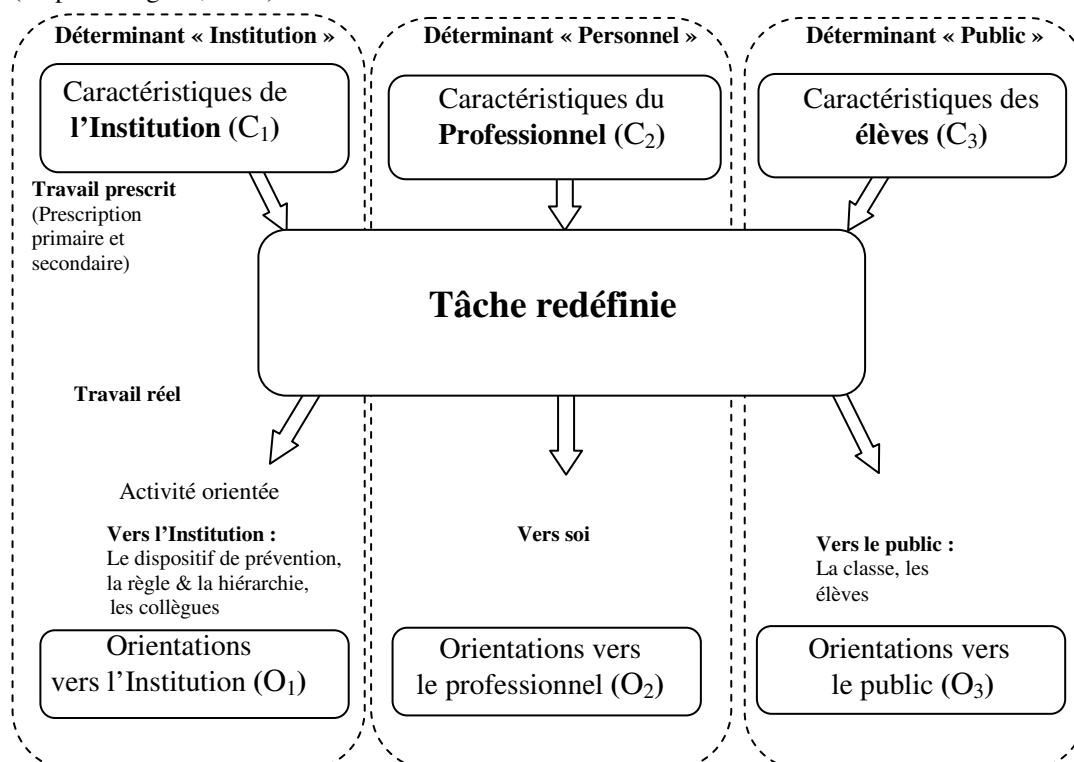 Déterminant « Institution »
Déterminant « Personnel »
Déterminant « Public »
Caractéristiques de
l’Institution (C1)
Caractéristiques du
Professionnel (C2)
Caractéristiques des
élèves (C3)
Travail prescrit
(Prescription
primaire et
secondaire)
Tâche redéfinie
Travail réel
Activité orientée
Vers l’Institution :
Le dispositif de prévention,
la règle & la hiérarchie,
les collègues
Vers soi
Vers le public :
La classe, les
élèves
Orientations
vers l’Institution (O1)
Orientations vers
le professionnel (O2)
Orientations vers
le public (O3)